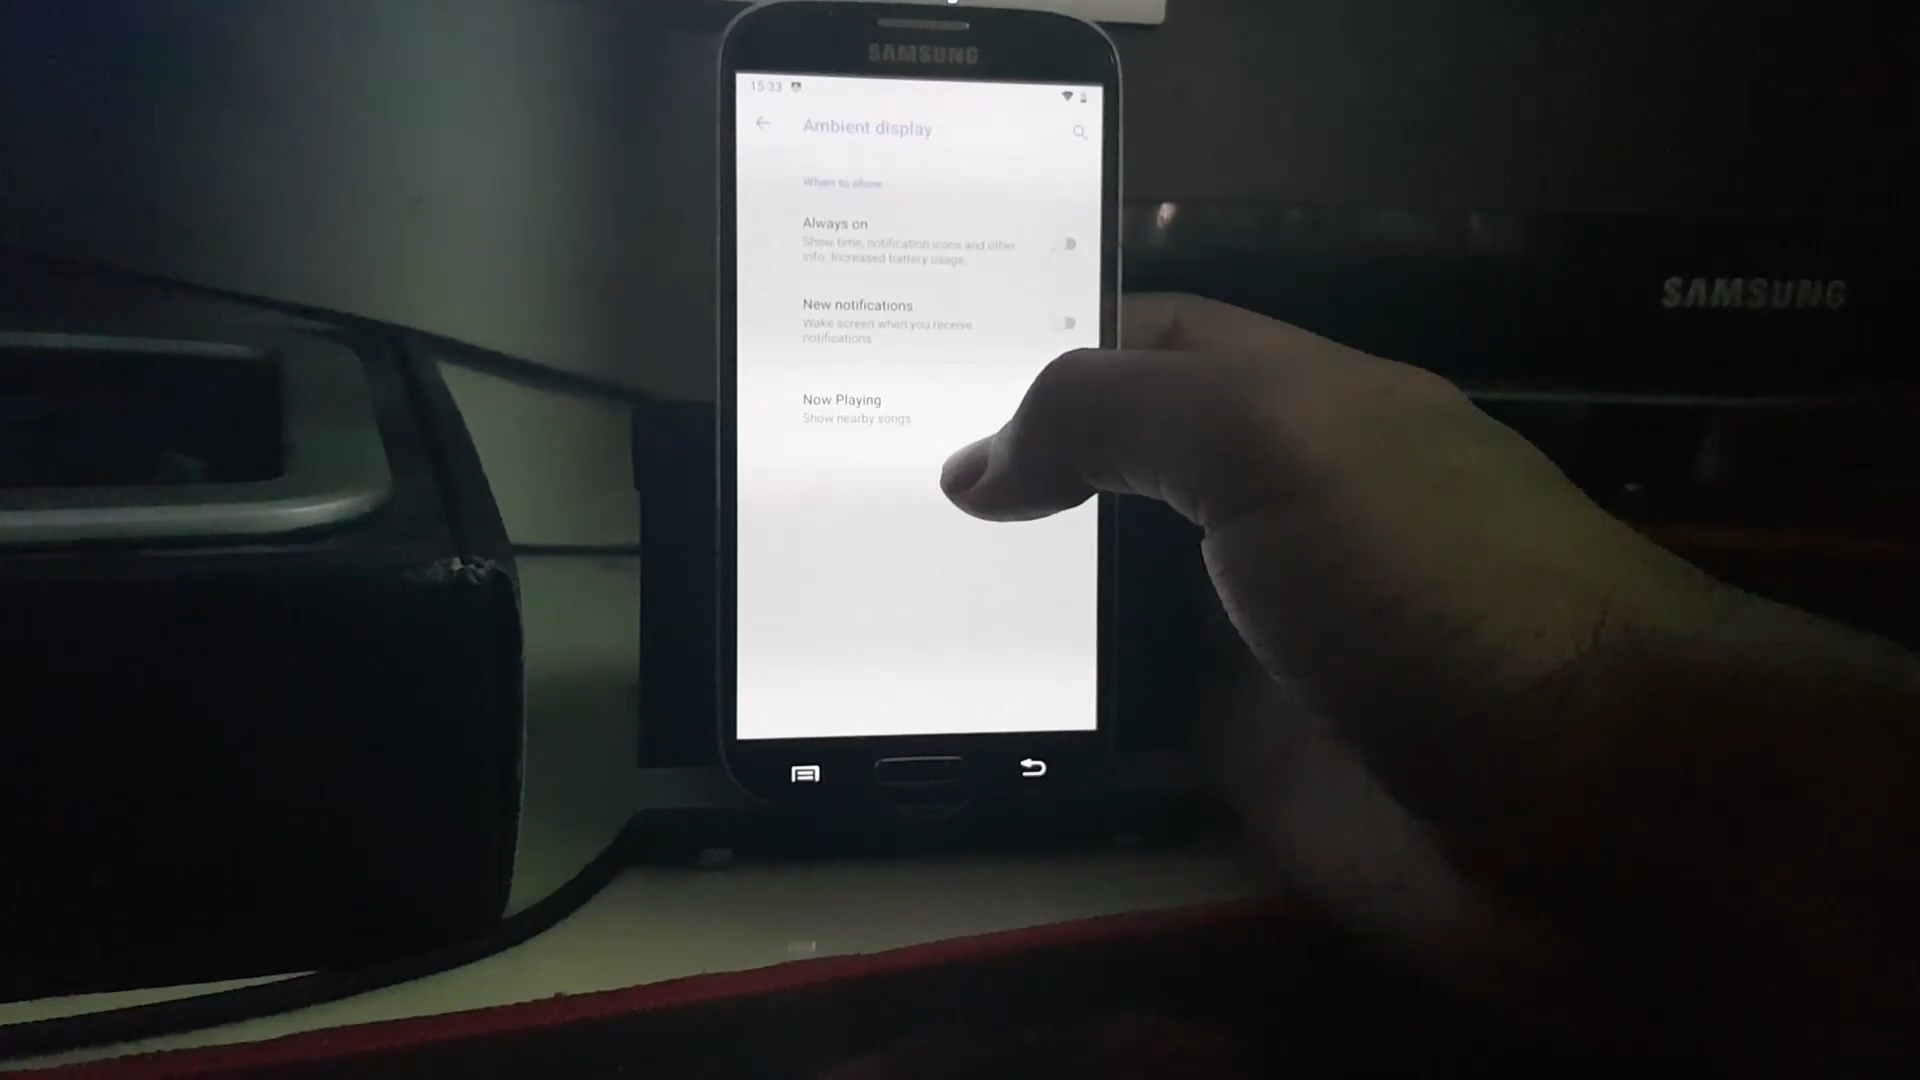 SAMSUNG
15:33
Ambient display
When to show
Always on
Show time, notification icons and other
info. Increased battery usage.
New notifications
Wake screen when you receive
notifications
Now Playing
Show nearby songs
SAMSUNG